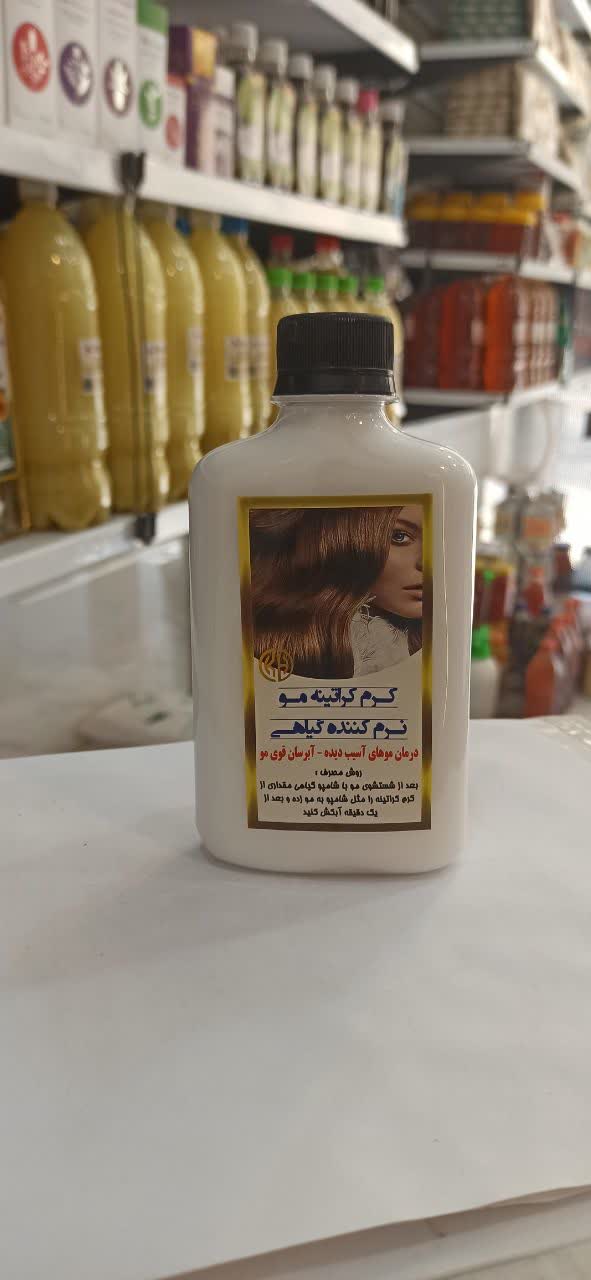 کرم کراتینه مو
نرم کننده گیاهی
درمان موهای آسیب دیده - آبرسان قوی مو
روش مصرف :
بعد از شستشوی مو با شامپو گیاهی مقداری از
کرم کراتینه را مثل شامپو به مو زده و بعد از
یک دقیقه آبکش کنید